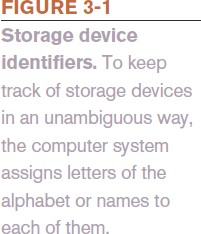 FIGURE 3-1
Storage device
identifiers. To keep
track of storage devices
in an unambiguous way,
the computer system
assigns letters of the
alphabet or names to
each of them.